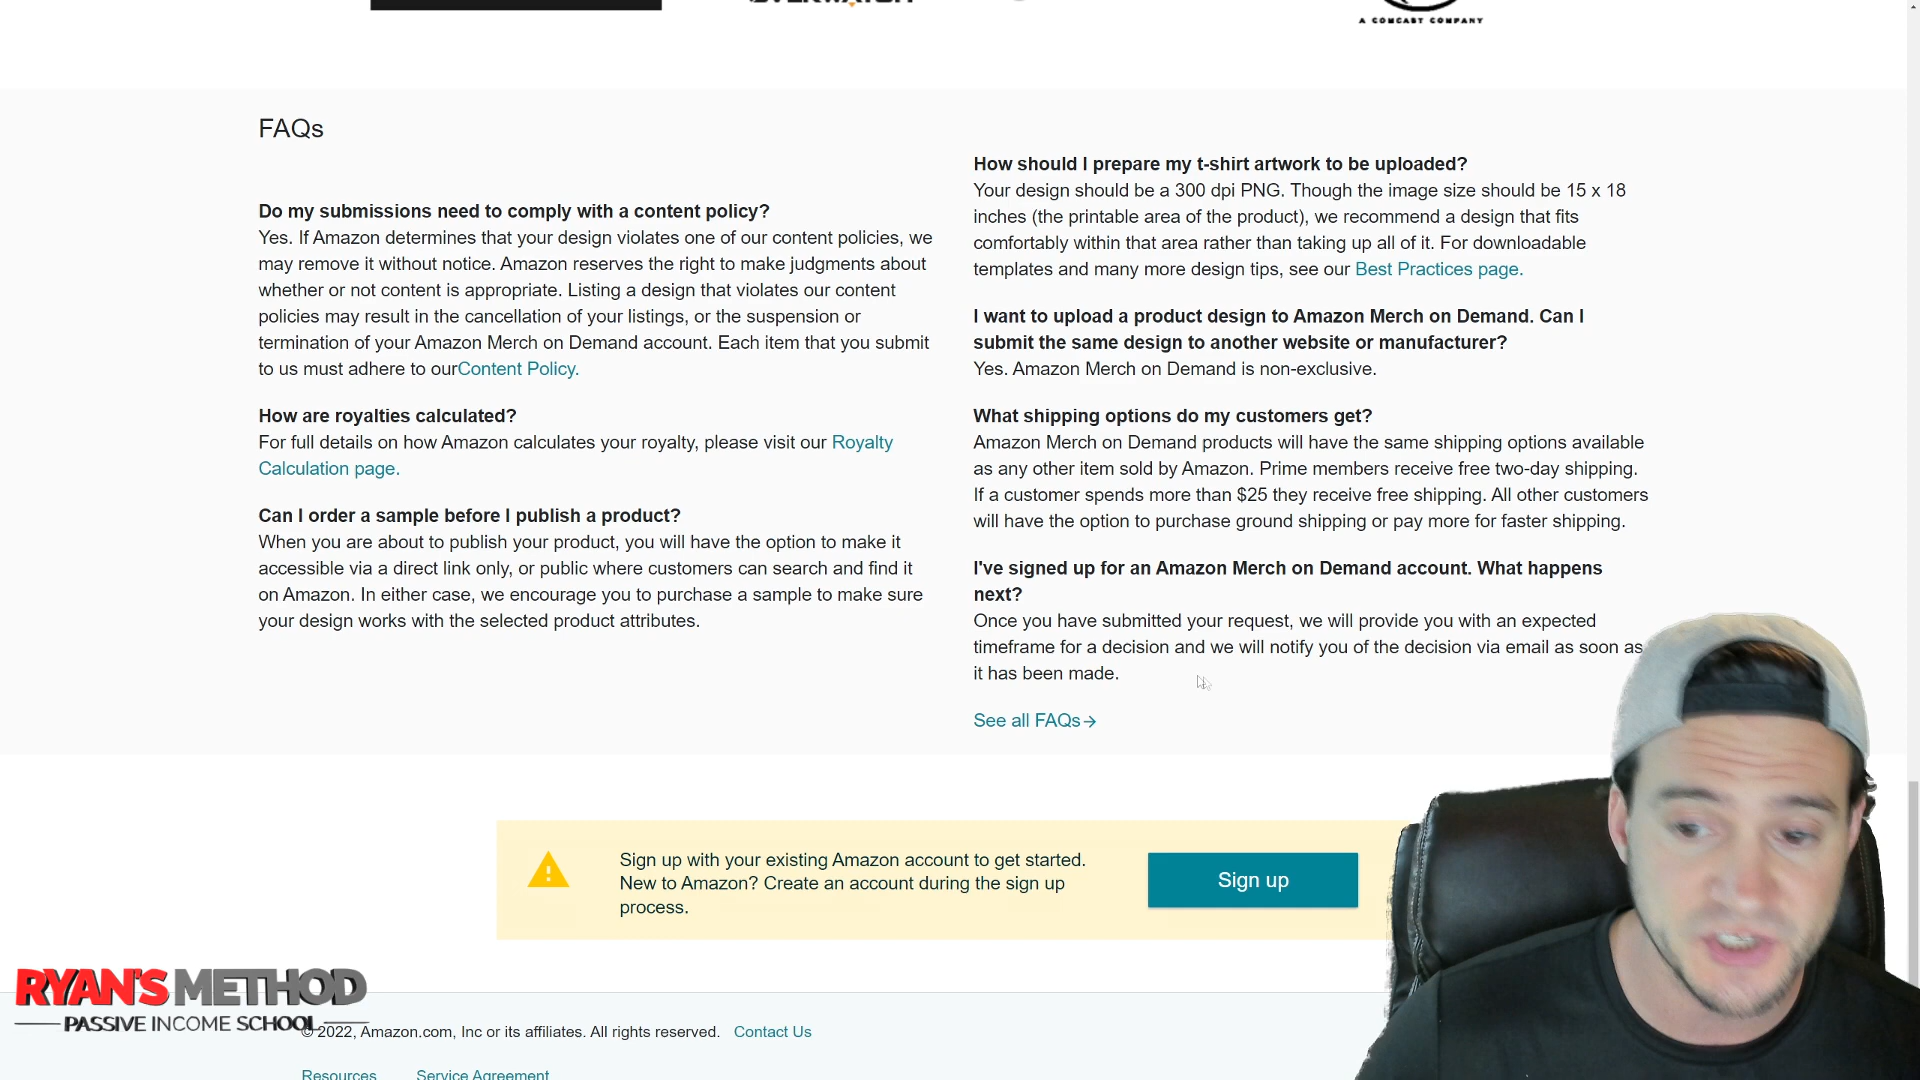 A COMCAST COMPANY
FAQs
Do my submissions need to comply with a content policy?
Yes. If Amazon determines that your design violates one of our content policies, we
may remove it without notice. Amazon reserves the right to make judgments about
whether or not content is appropriate. Listing a design that violates our content
policies may result in the cancellation of your listings, or the suspension or
termination of your Amazon Merch on Demand account. Each item that you submit
to us must adhere to ourContent Policy.
How are royalties calculated?
For full details on how Amazon calculates your royalty, please visit our Royalty
Calculation page.
Can I order a sample before I publish a product?
When you are about to publish your product, you will have the option to make it
accessible via a direct link only, or public where customers can search and find it
on Amazon. In either case, we encourage you to purchase a sample to make sure
your design works with the selected product attributes.
How should I prepare my t-shirt artwork to be uploaded?
Your design should be a 300 dpi PNG. Though the image size should be 15 x 18
inches (the printable area of the product), we recommend a design that fits
comfortably within that area rather than taking up all of it. For downloadable
templates and many more design tips, see our Best Practices page.
I want to upload a product design to Amazon Merch on Demand. Can I
submit the same design to another website or manufacturer?
Yes. Amazon Merch on Demand is non-exclusive.
What shipping options do my customers get?
Amazon Merch on Demand products will have the same shipping options available
as any other item sold by Amazon. Prime members receive free two-day shipping.
If a customer spends more than $25 they receive free shipping. All other customers
will have the option to purchase ground shipping or pay more for faster shipping.
I've signed up for an Amazon Merch on Demand account. What happens
next?
Once you have submitted your request, we will provide you with an expected
timeframe for a decision and we will notify you of the decision via email as soon as
it has been made.
See all FAQs→
Sign up with your existing Amazon account to get started.
New to Amazon? Create an account during the sign up
process.
Sign up
RYAN'S METHOD
PASSIVE INCOME SCHOOL
© 2022, Amazon.com, Inc or its affiliates. All rights reserved. Contact Us
Resources Service Agreement